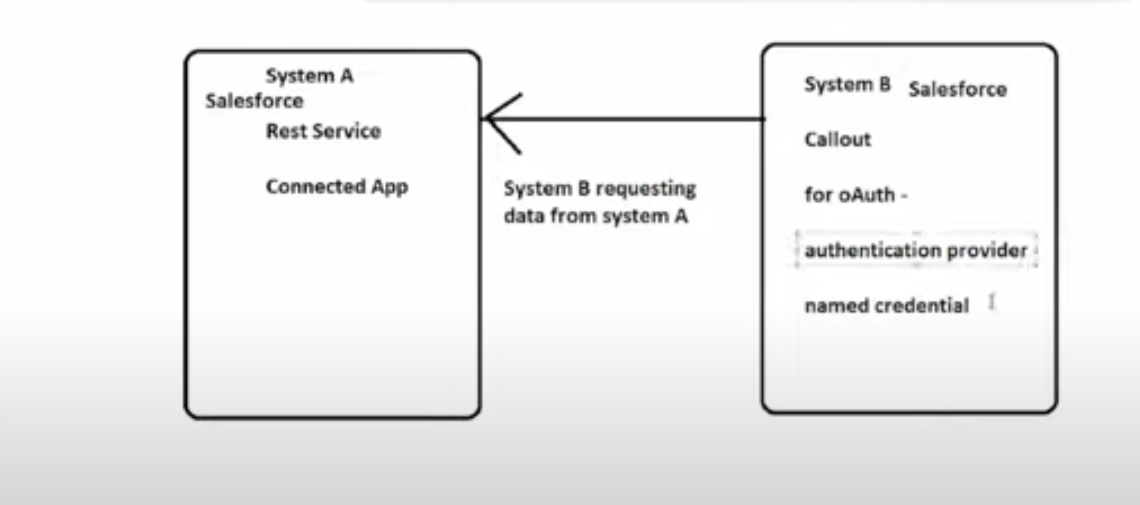 System A
Salesforce
Rest Service
Connected App
System B requesting
data from system A
System B Salesforce
Callout
for oAuth -
authentication provider
named credential